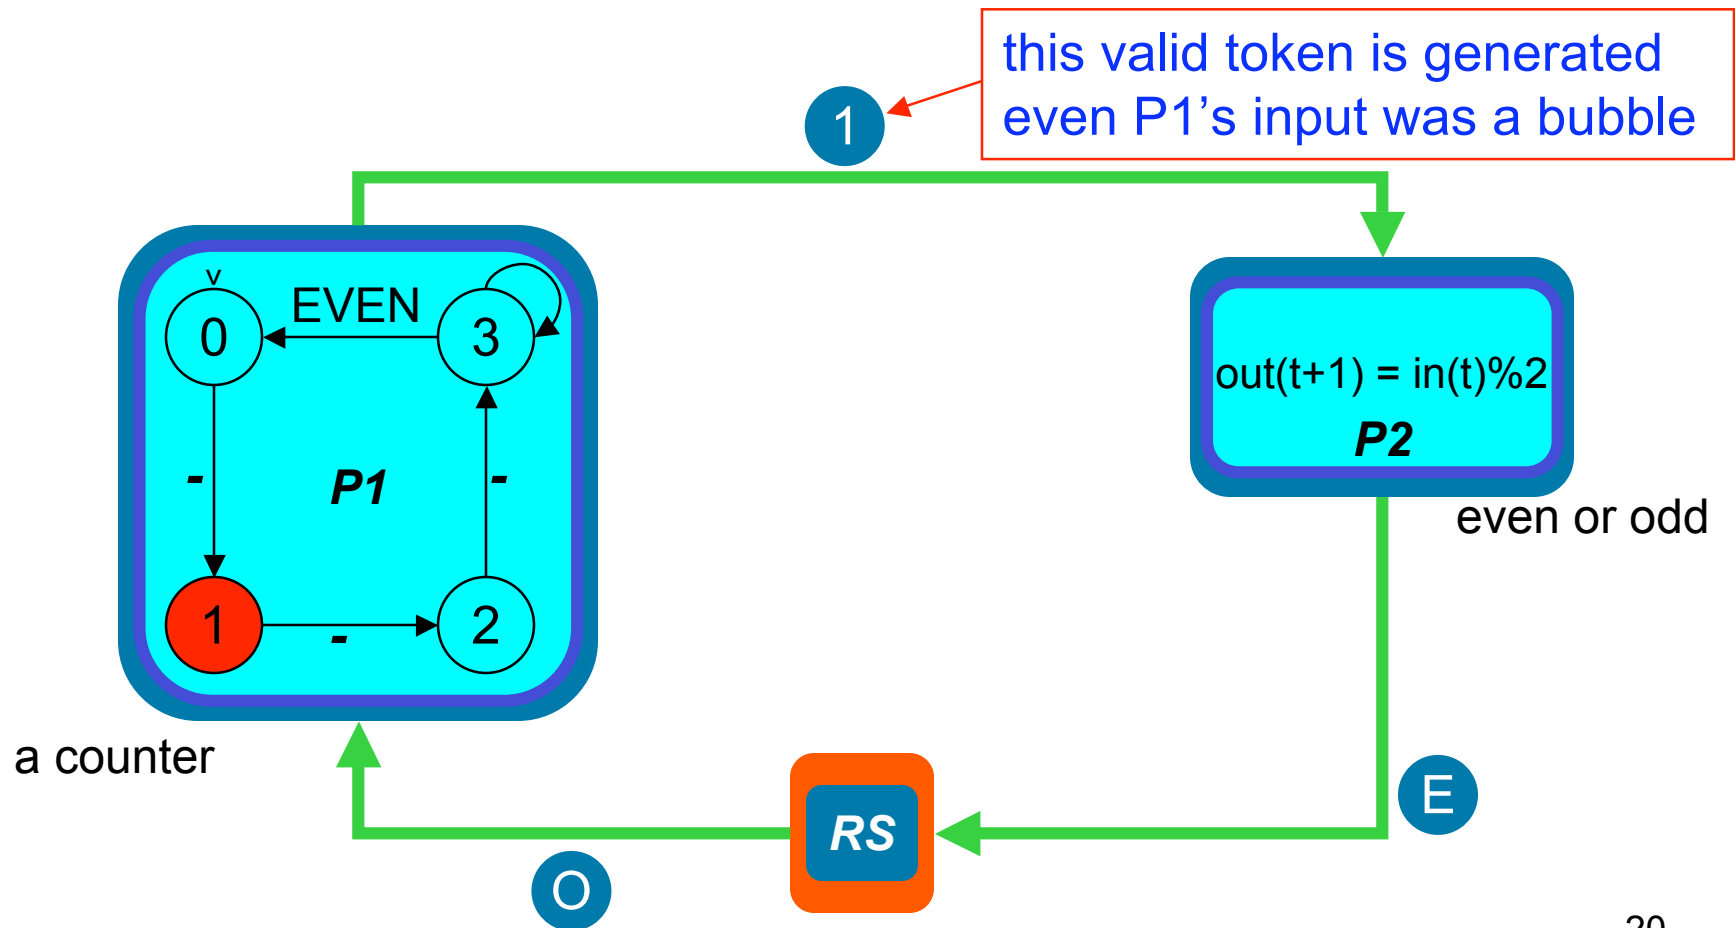 this valid token is generated
even P1’s input was a bubble
1
v
0
EVEN
3
-
P1
-
1
-
2
out(t+1) = in(t)%2
P2
even or odd
a counter
RS
E
O
20